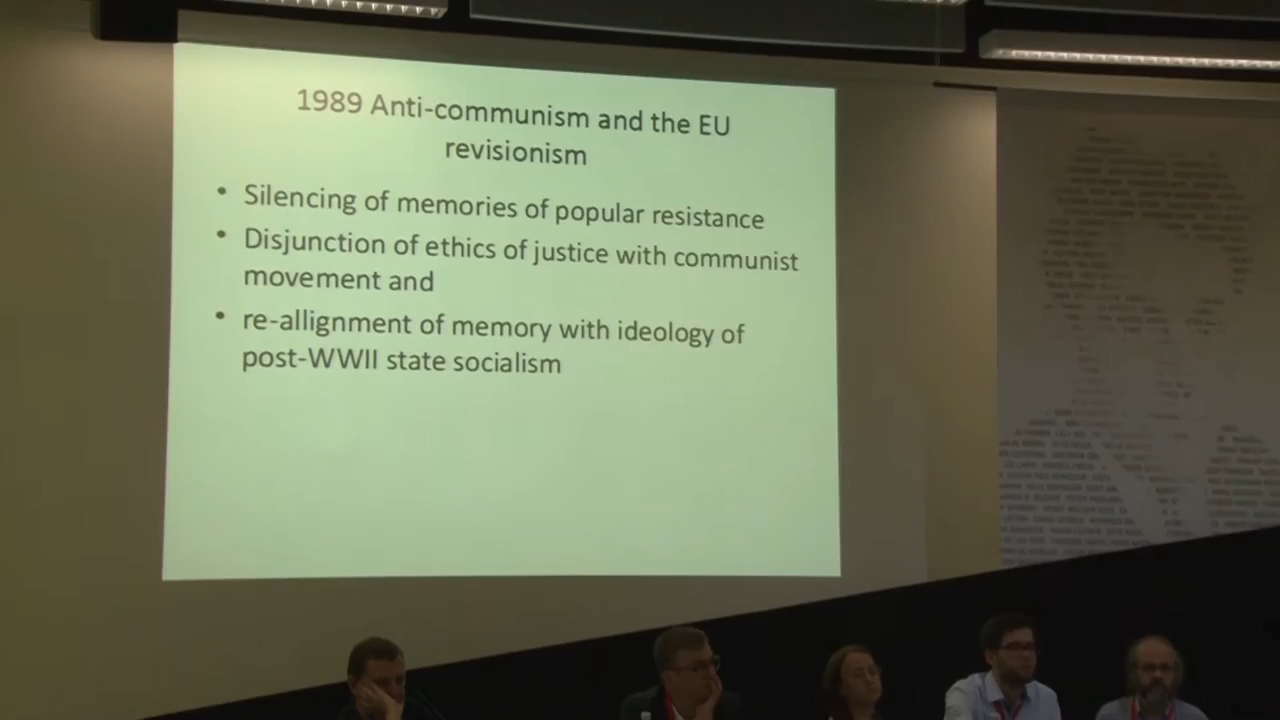 1989 Anti-communism and the EU
revisionism
• Silencing of memories of popular resistance
• Disjunction of ethics of justice with communist
movement and
• re-allignment of memory with ideology of
post-WWII state socialism